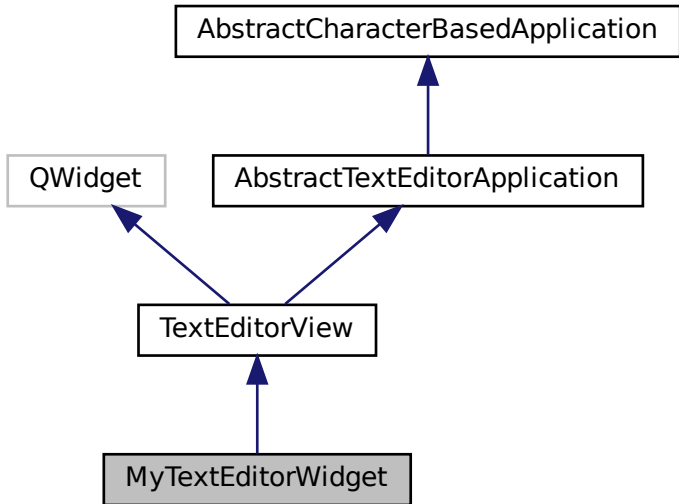 AbstractCharacterBasedApplication
QWidget
AbstractTextEditorApplication
TextEditorView
MyTextEditorWidget